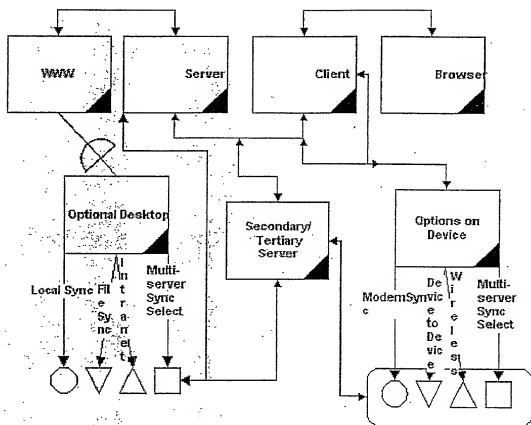 WWW
Server
Client
Browser
Optional Desktop
Secondary/
Tertiary
Server
Options on
Device
Local Sync
File Sync
Intranet
Multi-
server
Sync
Select
ModemSyn
c
Device to Device
Wireless
Multi-
server
Sync
Select